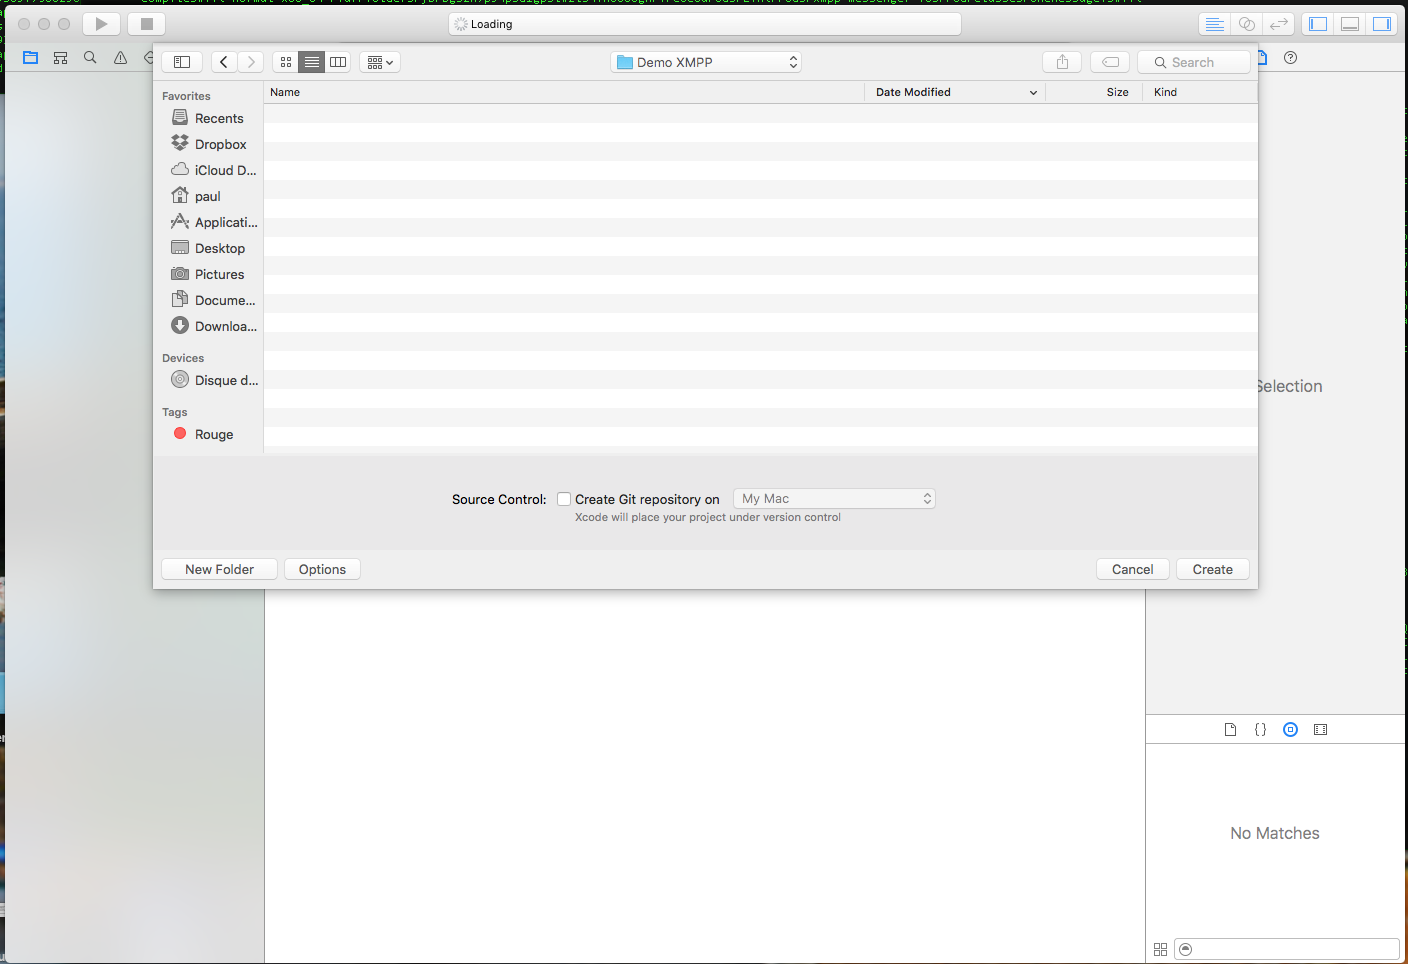 Loading
Demo XMPP
Search
Favorites
Recents
Dropbox
iCloud D...
paul
Applicati...
Desktop
Pictures
Docume...
Downloa...
Devices
Disque d...
Tags
Rouge
Name
Date Modified
Size
Kind
Selection
Source Control:
Create Git repository on
My Mac
Xcode will place your project under version control
New Folder
Options
Cancel
Create
No Matches